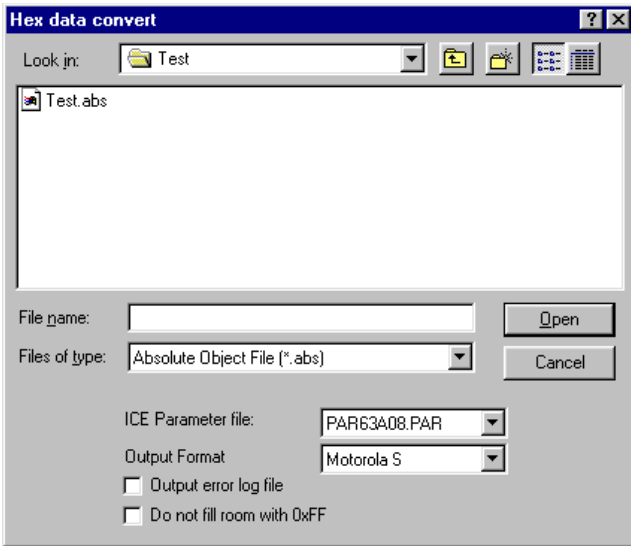 Hex data convert
Look in: Test
Test.abs
File name: Open
Files of type: Absolute Object File (*.abs) Cancel
ICE Parameter file: PAR63A08.PAR
Output Format Motorola S
Output error log file
Do not fill room with 0xFF